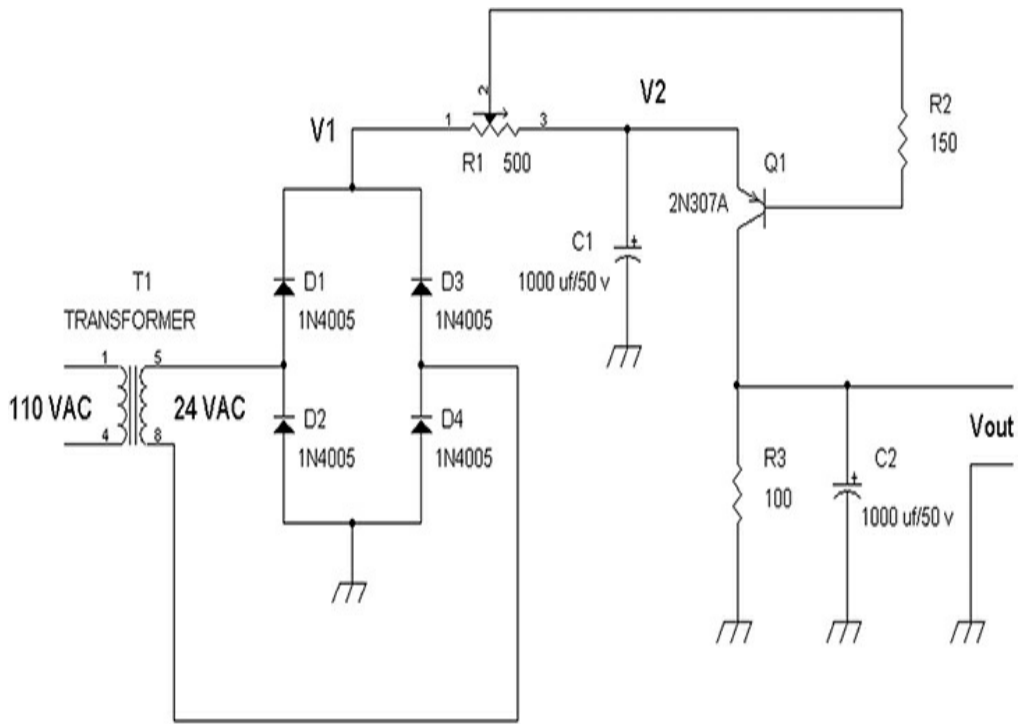 2
V1
1
3
R1 500
V2
R2
150
Q1
2N307A
C1
+
1000 uf/50 v
T1
TRANSFORMER
D1
1N4005
D3
1N4005
1
5
110 VAC
24 VAC
4
8
D2
1N4005
D4
1N4005
Vout
R3
100
C2
+
1000 uf/50 v